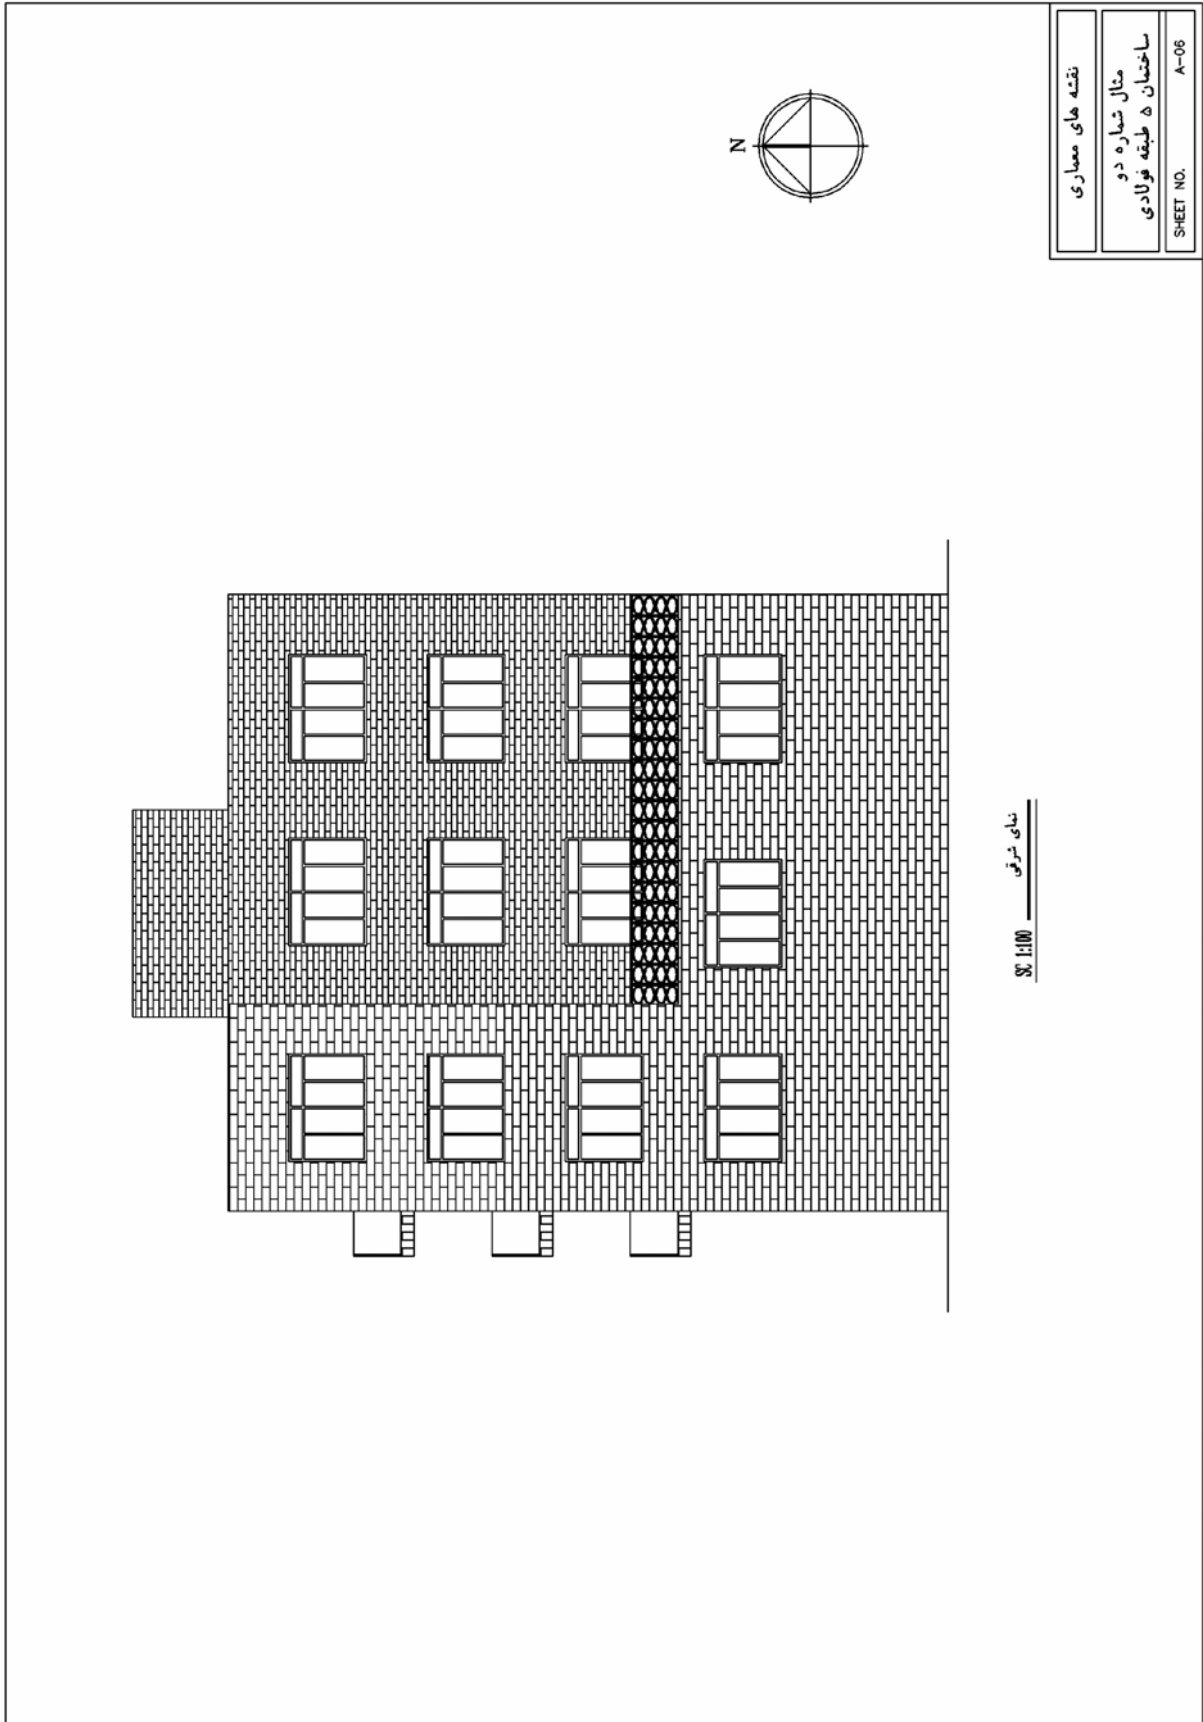 N
نقشه های معماری
مثال شماره دو
ساختمان ۵ طبقه فولادی
SHEET NO. A-06
نمای شرقی
SC 1:100